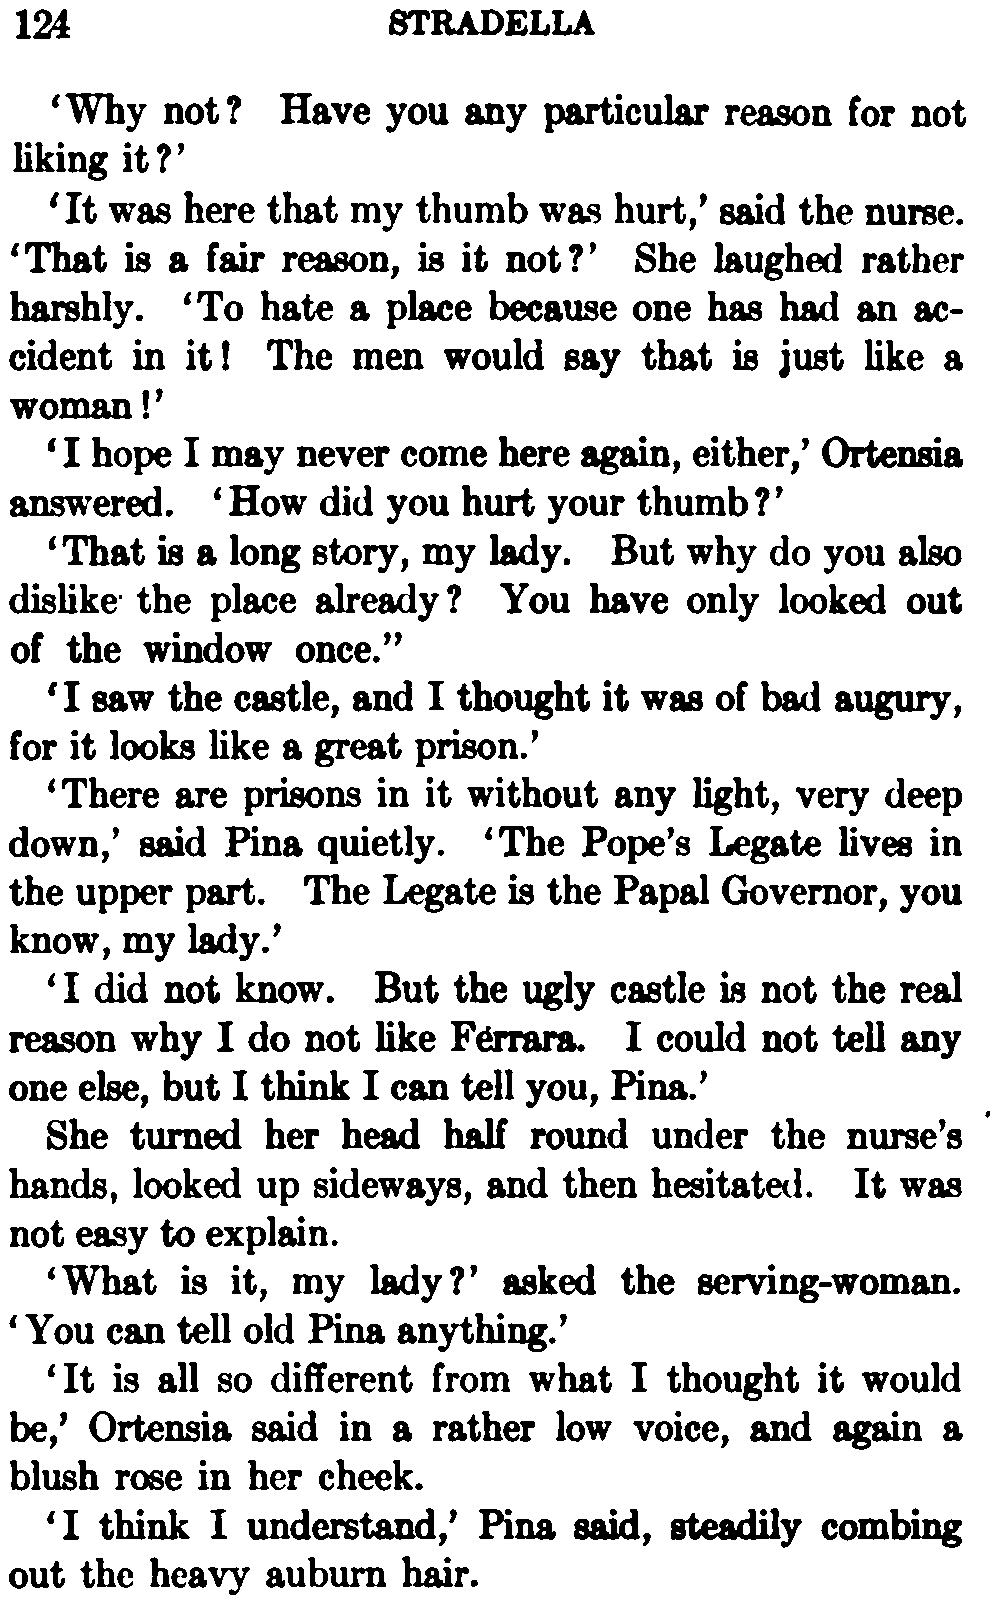 124 STRADELLA
‘Why not? Have you any particular reason for not
liking it?’
‘It was here that my thumb was hurt,’ said the nurse.
‘That is a fair reason, is it not?’ She laughed rather
harshly. ‘To hate a place because one has had an ac-
cident in it! The men would say that is just like a
woman!’
‘I hope I may never come here again, either,’ Ortensia
answered. ‘How did you hurt your thumb?’
‘That is a long story, my lady. But why do you also
dislike the place already? You have only looked out
of the window once.”
‘I saw the castle, and I thought it was of bad augury,
for it looks like a great prison.’
‘There are prisons in it without any light, very deep
down,’ said Pina quietly. ‘The Pope’s Legate lives in
the upper part. The Legate is the Papal Governor, you
know, my lady.’
‘I did not know. But the ugly castle is not the real
reason why I do not like Ferrara. I could not tell any
one else, but I think I can tell you, Pina.’
She turned her head half round under the nurse’s
hands, looked up sideways, and then hesitated. It was
not easy to explain.
‘What is it, my lady?’ asked the serving-woman.
‘You can tell old Pina anything.’
‘It is all so different from what I thought it would
be,’ Ortensia said in a rather low voice, and again a
blush rose in her cheek.
‘I think I understand,’ Pina said, steadily combing
out the heavy auburn hair.